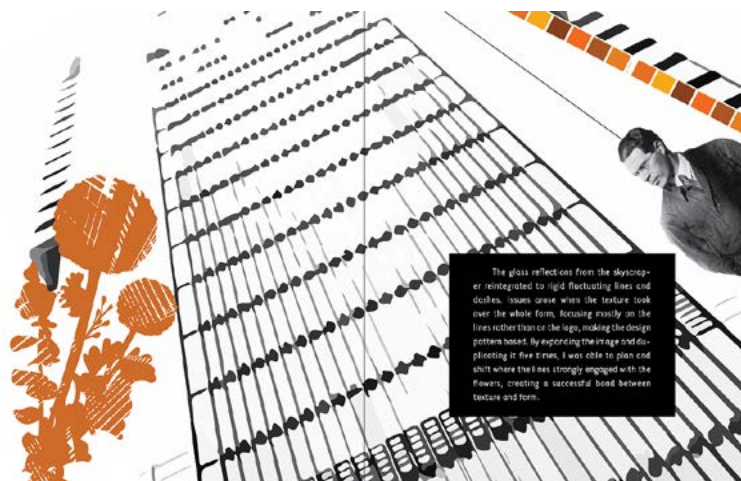 The glass reflections from the skyscrap-
er reintegrated to rigid fluctuating lines and
dashes. Issues arose when the texture took
over the whole form, focusing mostly on the
lines rather than on the logo, making the design
pattern based. By expanding the image and du-
plicating it five times, I was able to plan and
shift where the lines strongly engaged with the
flowers, creating a successful bond between
texture and form.